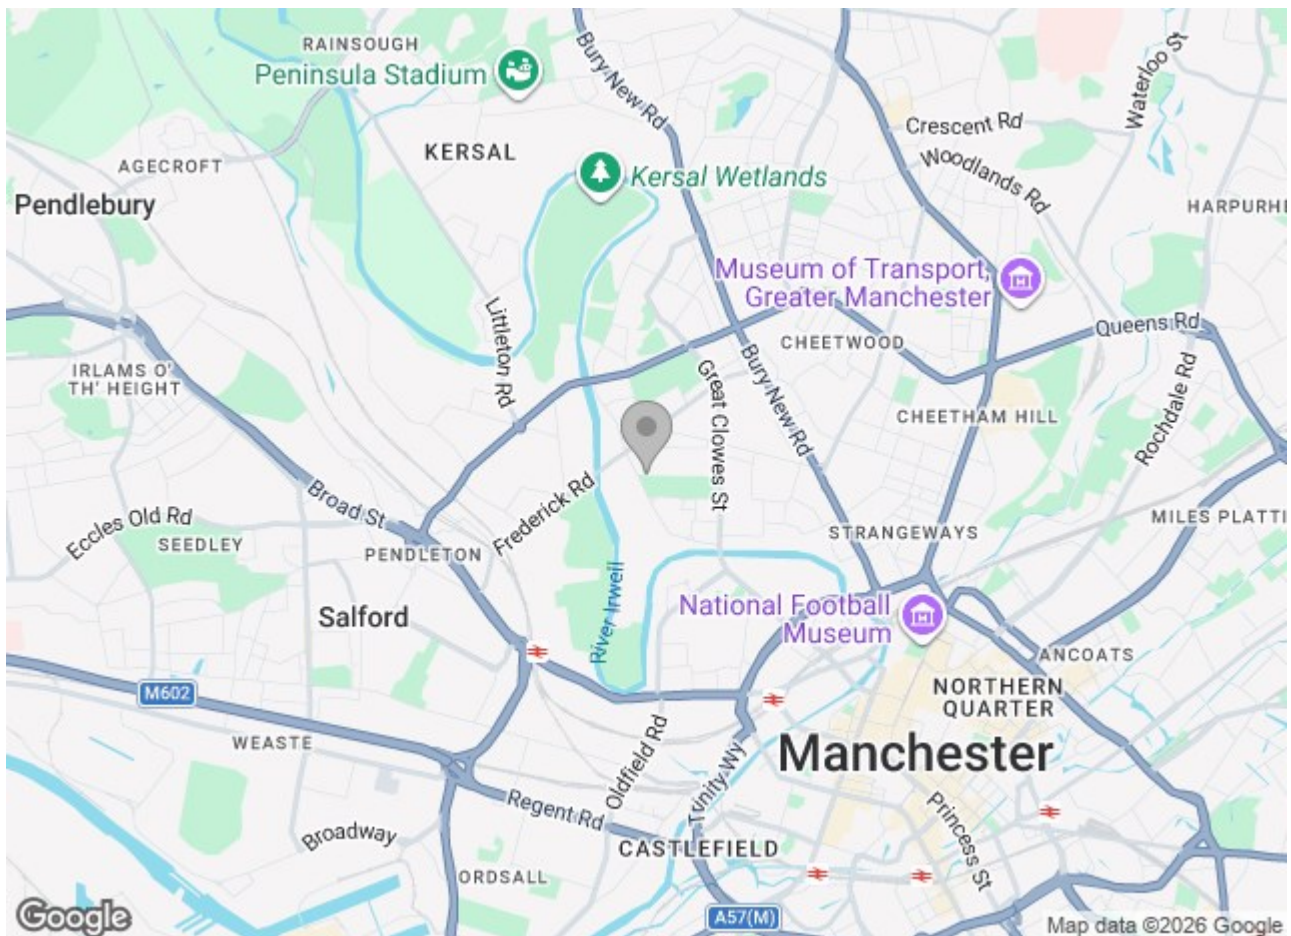 RAINSOUGH
Peninsula Stadium
Bury New Rd
Waterloo St
Crescent Rd
KERSAL
AGECROFT
Woodlands Rd
Kersal Wetlands
Pendlebury
HARPURHE
Museum of Transport,
Greater Manchester
Littleton Rd
Queens Rd
CHEETWOOD
IRLAMS O'
TH' HEIGHT
Bury New Rd
Great Clowes St
Rochdale Rd
CHEETHAM HILL
Frederick Rd
Broad St
Eccles Old Rd
SEEDLEY
PENDLETON
STRANGEWAYS
MILES PLATTI
River Irwell
Salford
National Football
Museum
ANCOATS
M602
NORTHERN
QUARTER
WEASTE
Oldfield Rd
Trinity Wy
Manchester
Regent Rd
Princess St
Broadway
CASTLEFIELD
ORDSALL
A57(M)
Google
Map data ©2026 Google